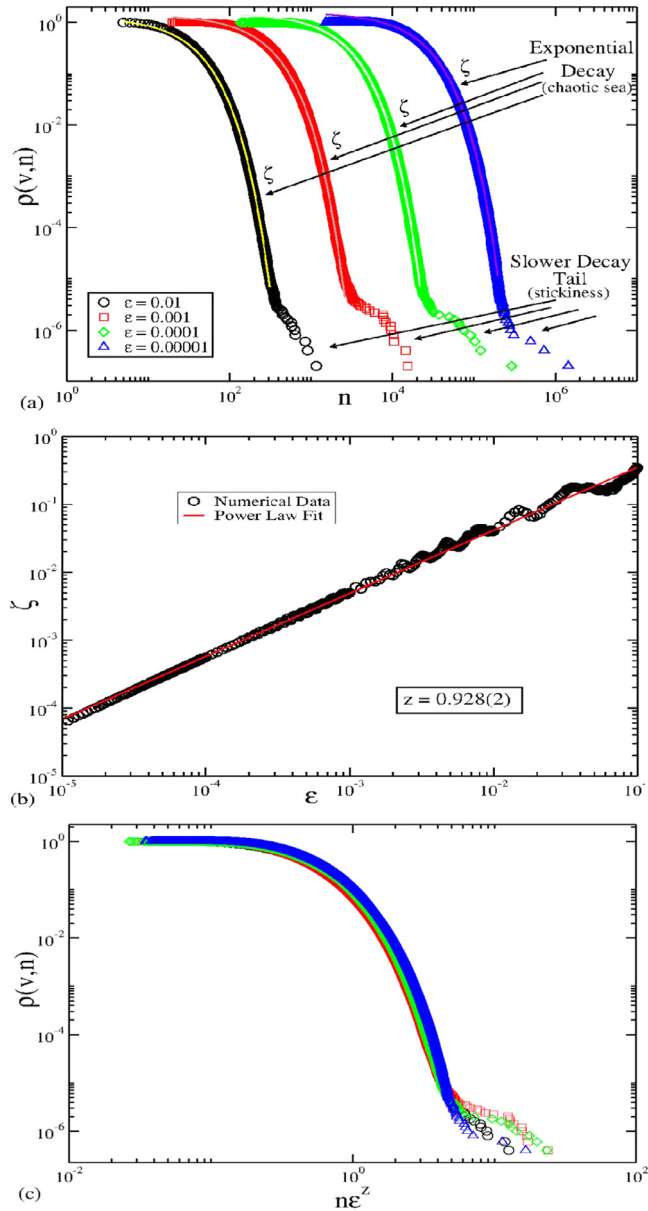 10^0
10^-2
ρ(v,n)
10^-4
10^-6
ζ
ζ
ζ
ζ
Exponential
Decay
(chaotic sea)
Slower Decay
Tail
(stickiness)
ε = 0.01
ε = 0.001
ε = 0.0001
ε = 0.00001
(a)
10^0
10^2
10^4
10^6
n
10^0
10^-1
10^-2
ζ
10^-3
10^-4
10^-5
Numerical Data
Power Law Fit
z = 0.928(2)
10^-5
10^-4
10^-3
10^-2
(b)
ε
10^0
10^-2
ρ(v,n)
10^-4
10^-6
10^-2
10^0
10^2
(c)
nε^z